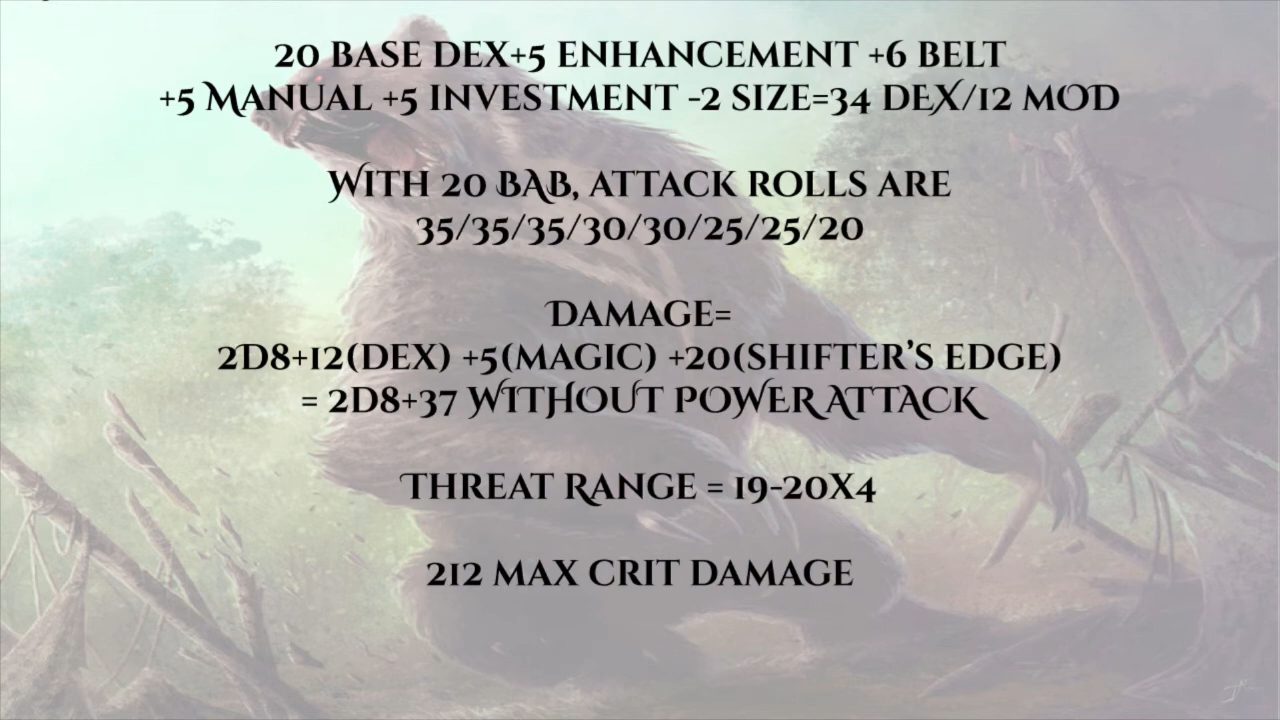 20 BASE DEX+5 ENHANCEMENT +6 BELT
+5 MANUAL +5 INVESTMENT -2 SIZE=34 DEX/12 MOD
WITH 20 BAB, ATTACK ROLLS ARE
35/35/35/30/30/25/25/20
DAMAGE=
2D8+12(DEX) +5(MAGIC) +20(SHIFTER'S EDGE)
= 2D8+37 WITHOUT POWER ATTACK
THREAT RANGE = 19-20X4
212 MAX CRIT DAMAGE